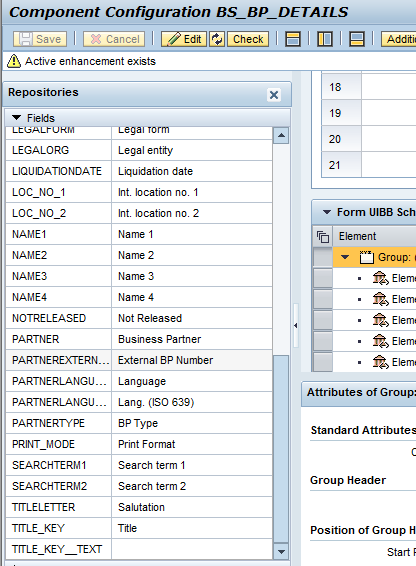 Component Configuration BS_BP_DETAILS
Save Cancel Edit Check Additi
Active enhancement exists
Repositories
Fields
LEGALFORM Legal form
LEGALORG Legal entity
LIQUIDATIONDATE Liquidation date
LOC_NO_1 Int. location no. 1
LOC_NO_2 Int. location no. 2
NAME1 Name 1
NAME2 Name 2
NAME3 Name 3
NAME4 Name 4
NOTRELEASED Not Released
PARTNER Business Partner
PARTNEREXTERN... External BP Number
PARTNERLANGU... Language
PARTNERLANGU... Lang. (ISO 639)
PARTNERTYPE BP Type
PRINT_MODE Print Format
SEARCHTERM1 Search term 1
SEARCHTERM2 Search term 2
TITLELETTER Salutation
TITLE_KEY Title
TITLE_KEY__TEXT
18
19
20
21
Form UIBB Sch
Element
Group:
Eleme
Eleme
Eleme
Eleme
Eleme
Attributes of Group:
Standard Attributes
Group Header
Position of Group H
Start F